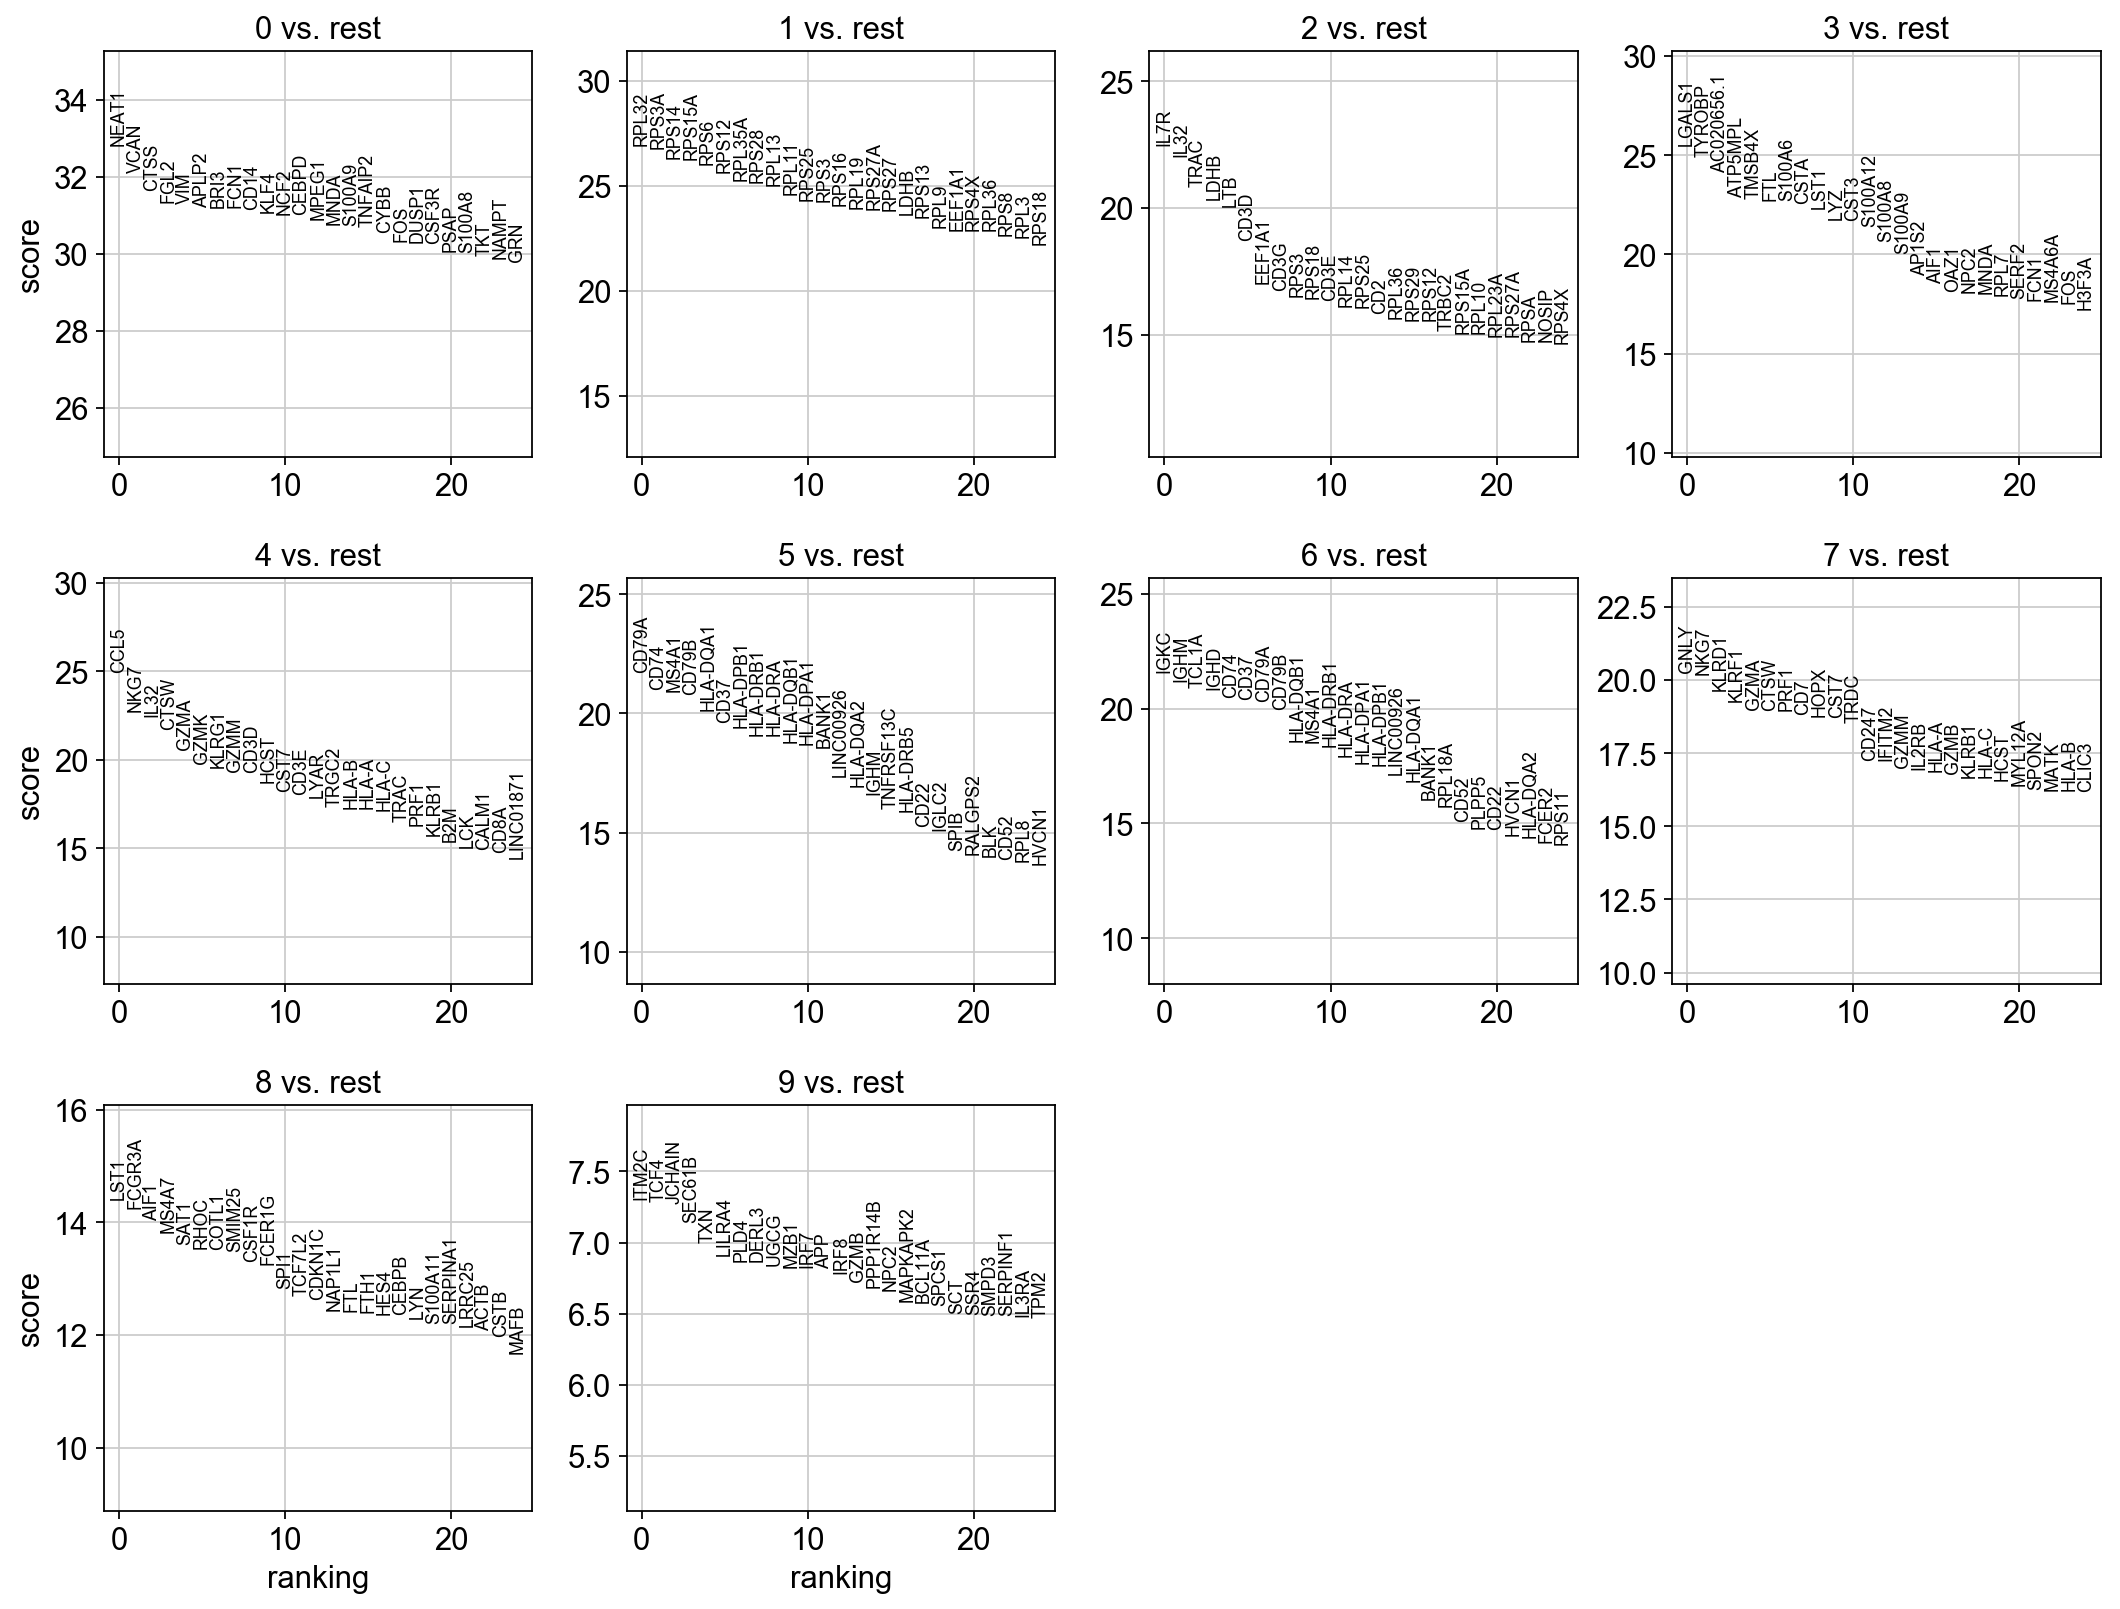 0 vs. rest
score
34
32
30
28
26
NEAT1
VCAN
CTSS
FGL2
VIM
APLP2
BRI3
FCN1
CD14
KLF4
NCF2
CEBPD
MPEG1
MNDA
S100A9
TNFAIP2
CYBB
FOS
DUSP1
CSF3R
PSAP
S100A8
TKT
NAMPT
GRN
0 10 20
1 vs. rest
30
25
20
15
RPL32
RPS3A
RPS14
RPS15A
RPS6
RPS12
RPL35A
RPS28
RPL13
RPL11
RPS25
RPS3
RPS16
RPL19
RPS27A
RPS27
LDHB
RPS13
RPL9
EEF1A1
RPS4X
RPL36
RPS8
RPL3
RPS18
0 10 20
2 vs. rest
25
20
15
IL7R
IL32
TRAC
LDHB
LTB
CD3D
EEF1A1
CD3G
RPS3
RPS18
CD3E
RPL14
RPS25
CD2
RPL36
RPS29
RPS12
TRBC2
RPS15A
RPL10
RPL23A
RPS27A
RPSA
NOSIP
RPS4X
0 10 20
3 vs. rest
30
25
20
15
10
LGALS1
TYROBP
AC020656.1
ATP5MPL
TMSB4X
FTL
S100A6
CSTA
LST1
LYZ
CST3
S100A12
S100A8
S100A9
AP1S2
AIF1
OAZ1
NPC2
MNDA
RPL7
SERF2
FCN1
MS4A6A
FOS
H3F3A
0 10 20
4 vs. rest
score
30
25
20
15
10
CCL5
NKG7
IL32
CTSW
GZMA
GZMK
KLRG1
GZMM
CD3D
HCST
CST7
CD3E
LYAR
TRGC2
HLA-B
HLA-A
HLA-C
TRAC
PRF1
KLRB1
B2M
LCK
CALM1
CD8A
LINC01871
0 10 20
5 vs. rest
25
20
15
10
CD79A
CD74
MS4A1
CD79B
HLA-DQA1
CD37
HLA-DPB1
HLA-DRB1
HLA-DRA
HLA-DQB1
HLA-DPA1
BANK1
LINC00926
HLA-DQA2
IGHM
TNFRSF13C
HLA-DRB5
CD22
IGLC2
SPIB
RALGPS2
BLK
CD52
RPL8
HVCN1
0 10 20
6 vs. rest
25
20
15
10
IGKC
IGHM
TCL1A
IGHD
CD74
CD37
CD79A
CD79B
HLA-DQB1
MS4A1
HLA-DRB1
HLA-DRA
HLA-DPA1
HLA-DPB1
LINC00926
HLA-DQA1
BANK1
RPL18A
CD52
PLPP5
CD22
HVCN1
HLA-DQA2
FCER2
RPS11
0 10 20
7 vs. rest
22.5
20.0
17.5
15.0
12.5
10.0
GNLY
NKG7
KLRD1
KLRF1
GZMA
CTSW
PRF1
CD7
HOPX
CST7
TRDC
CD247
IFITM2
GZMM
IL2RB
HLA-A
GZMB
KLRB1
HLA-C
HCST
MYL12A
SPON2
MATK
HLA-B
CLIC3
0 10 20
8 vs. rest
score
16
14
12
10
LST1
FCGR3A
AIF1
MS4A7
SAT1
RHOC
COTL1
SMIM25
CSF1R
FCER1G
SPI1
TCF7L2
CDKN1C
NAP1L1
FTL
FTH1
HES4
CEBPB
LYN
S100A11
SERPINA1
LRRC25
ACTB
CSTB
MAFB
0 10 20
ranking
9 vs. rest
7.5
7.0
6.5
6.0
5.5
ITM2C
TCF4
JCHAIN
SEC61B
TXN
LILRA4
PLD4
DERL3
UGCG
MZB1
IRF7
APP
IRF8
GZMB
PPP1R14B
NPC2
MAPKAPK2
BCL11A
SPCS1
SCT
SSR4
SMPD3
SERPINF1
IL3RA
TPM2
0 10 20
ranking